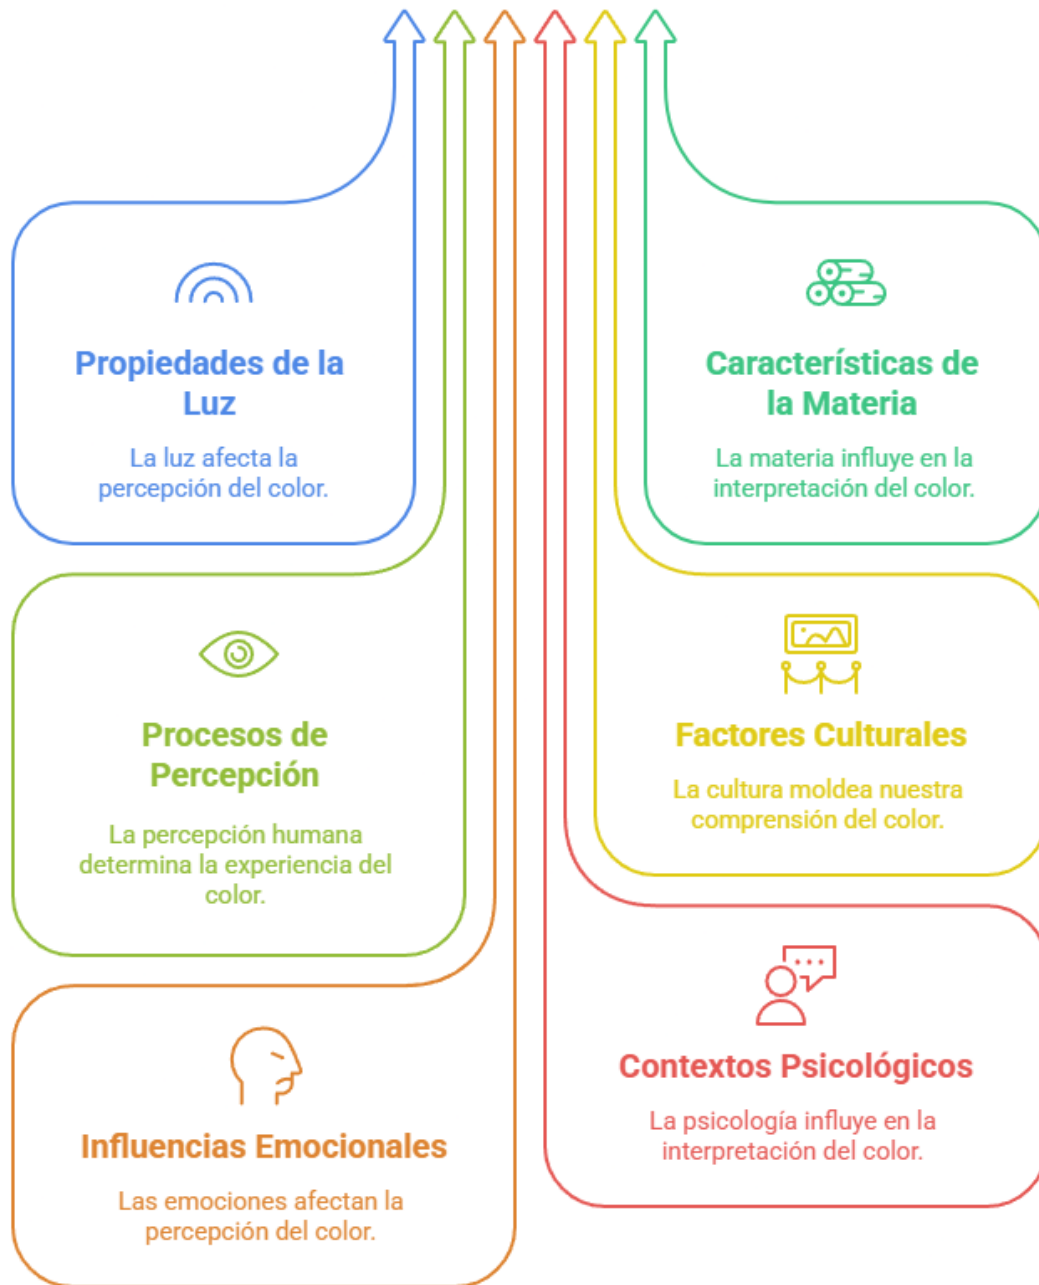 Propiedades de la
Luz
La luz afecta la
percepción del color.
Características de
la Materia
La materia influye en la
interpretación del color.
Procesos de
Percepción
La percepción humana
determina la experiencia del
color.
Factores Culturales
La cultura moldea nuestra
comprensión del color.
Influencias Emocionales
Las emociones afectan la
percepción del color.
Contextos Psicológicos
La psicología influye en la
interpretación del color.